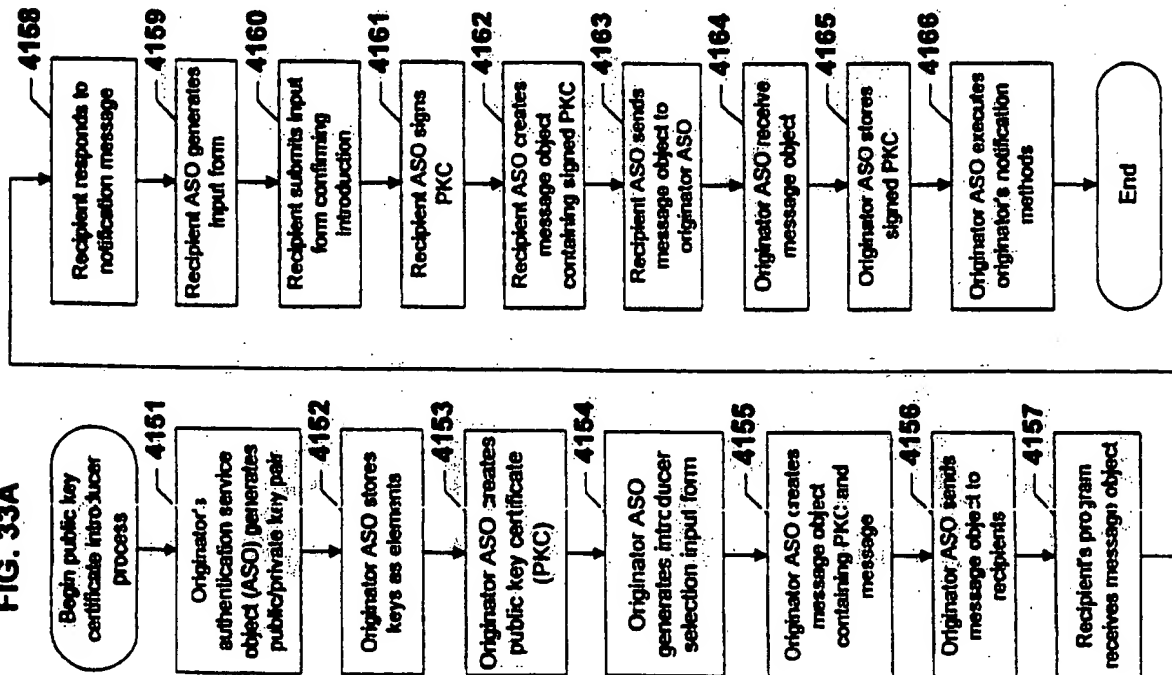 FIG. 33A
Begin public key
certificate introducer
process
4151
Originator's
authentication service
object (ASO) generates
public/private key pair
4152
Originator ASO stores
keys as elements
4153
Originator ASO creates
public key certificate
(PKC)
4154
Originator ASO
generates introducer
selection input form
4155
Originator ASO creates
message object
containing PKC and
message
4156
Originator ASO sends
message object to
recipients
4157
Recipient's program
receives message object
4158
Recipient responds to
notification message
4159
Recipient ASO generates
input form
4160
Recipient submits input
form confirming
introduction
4161
Recipient ASO signs
PKC
4162
Recipient ASO creates
message object
containing signed PKC
4163
Recipient ASO sends
message object to
originator ASO
4164
Originator ASO receive
message object
4165
Originator ASO stores
signed PKC
4166
Originator ASO executes
originator's notification
methods
End